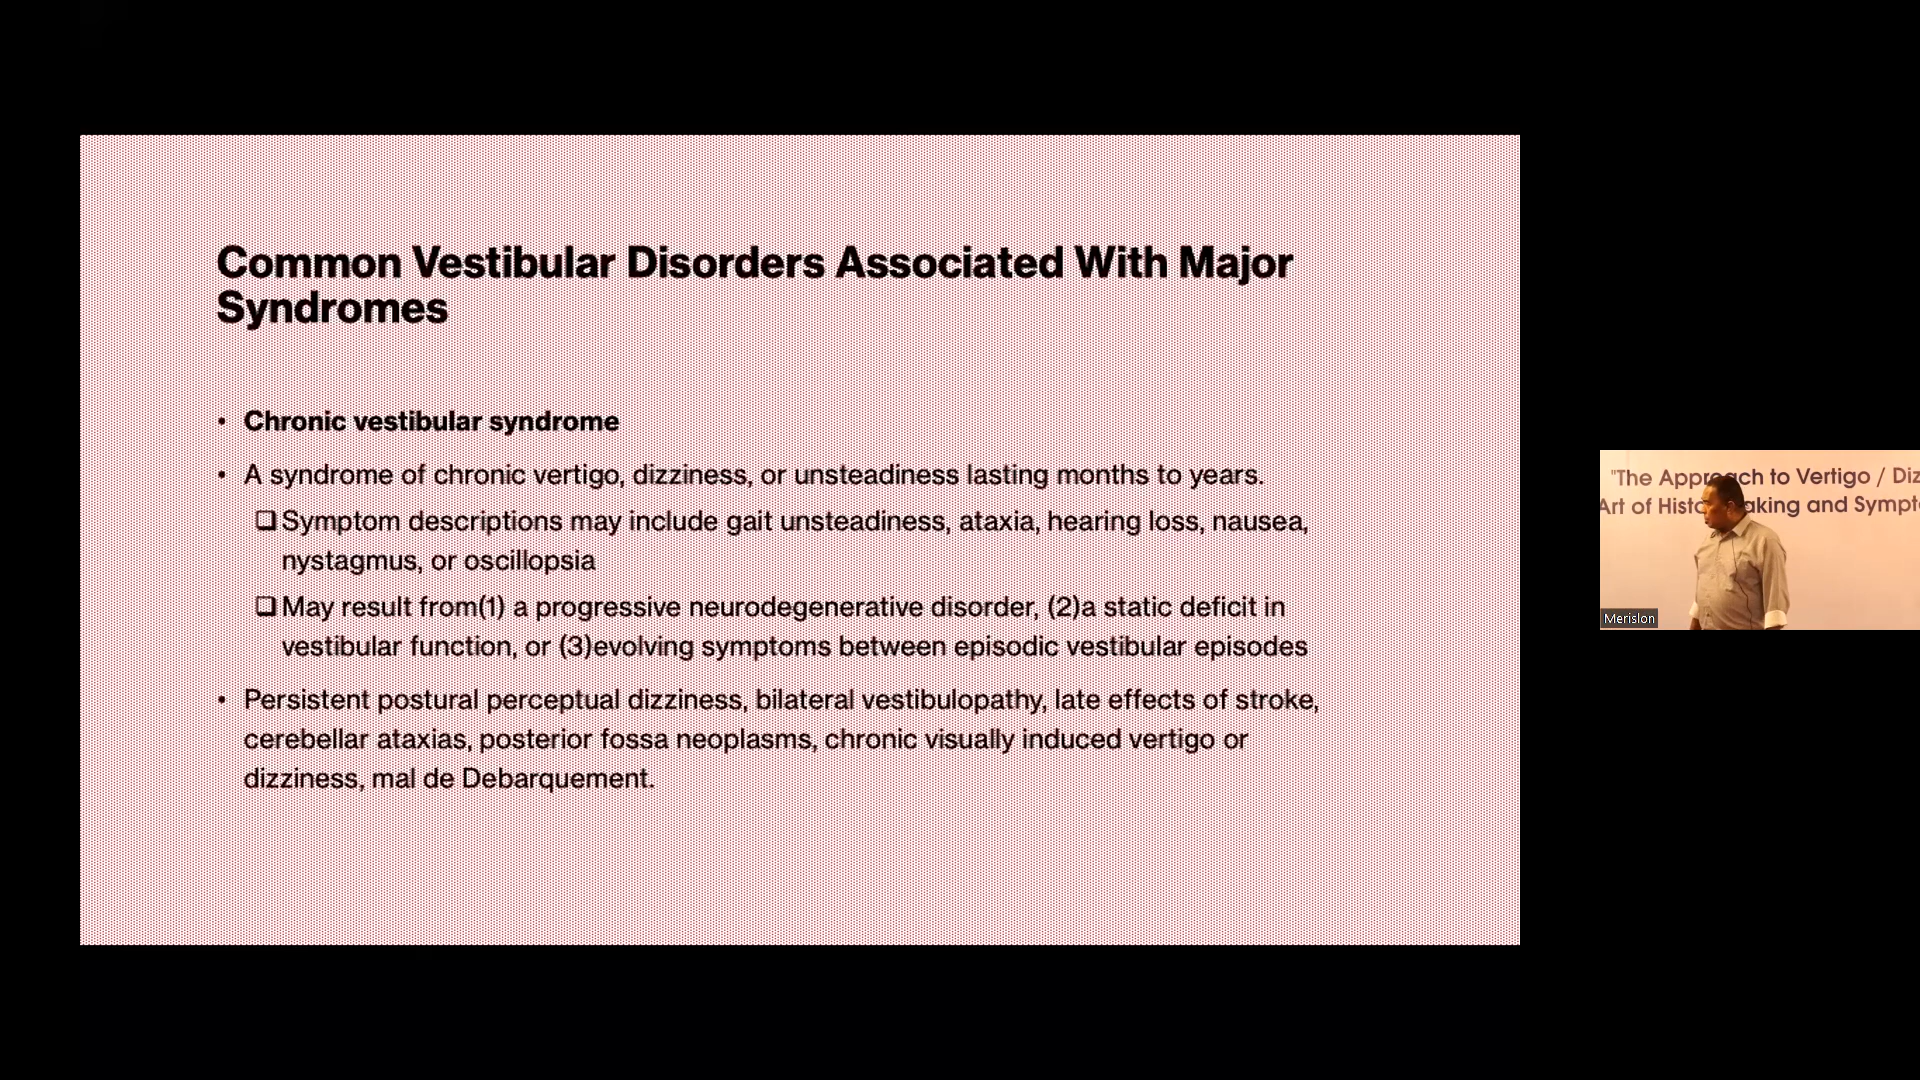 Common Vestibular Disorders Associated With Major
Syndromes
• Chronic vestibular syndrome
• A syndrome of chronic vertigo, dizziness, or unsteadiness lasting months to years.
❑ Symptom descriptions may include gait unsteadiness, ataxia, hearing loss, nausea,
nystagmus, or oscillopsia
❑ May result from(1) a progressive neurodegenerative disorder, (2)a static deficit in
vestibular function, or (3)evolving symptoms between episodic vestibular episodes
• Persistent postural perceptual dizziness, bilateral vestibulopathy, late effects of stroke,
cerebellar ataxias, posterior fossa neoplasms, chronic visually induced vertigo or
dizziness, mal de Debarquement.
"The ch to Vertigo / Diz
Art of aking and Sympt
Merislon